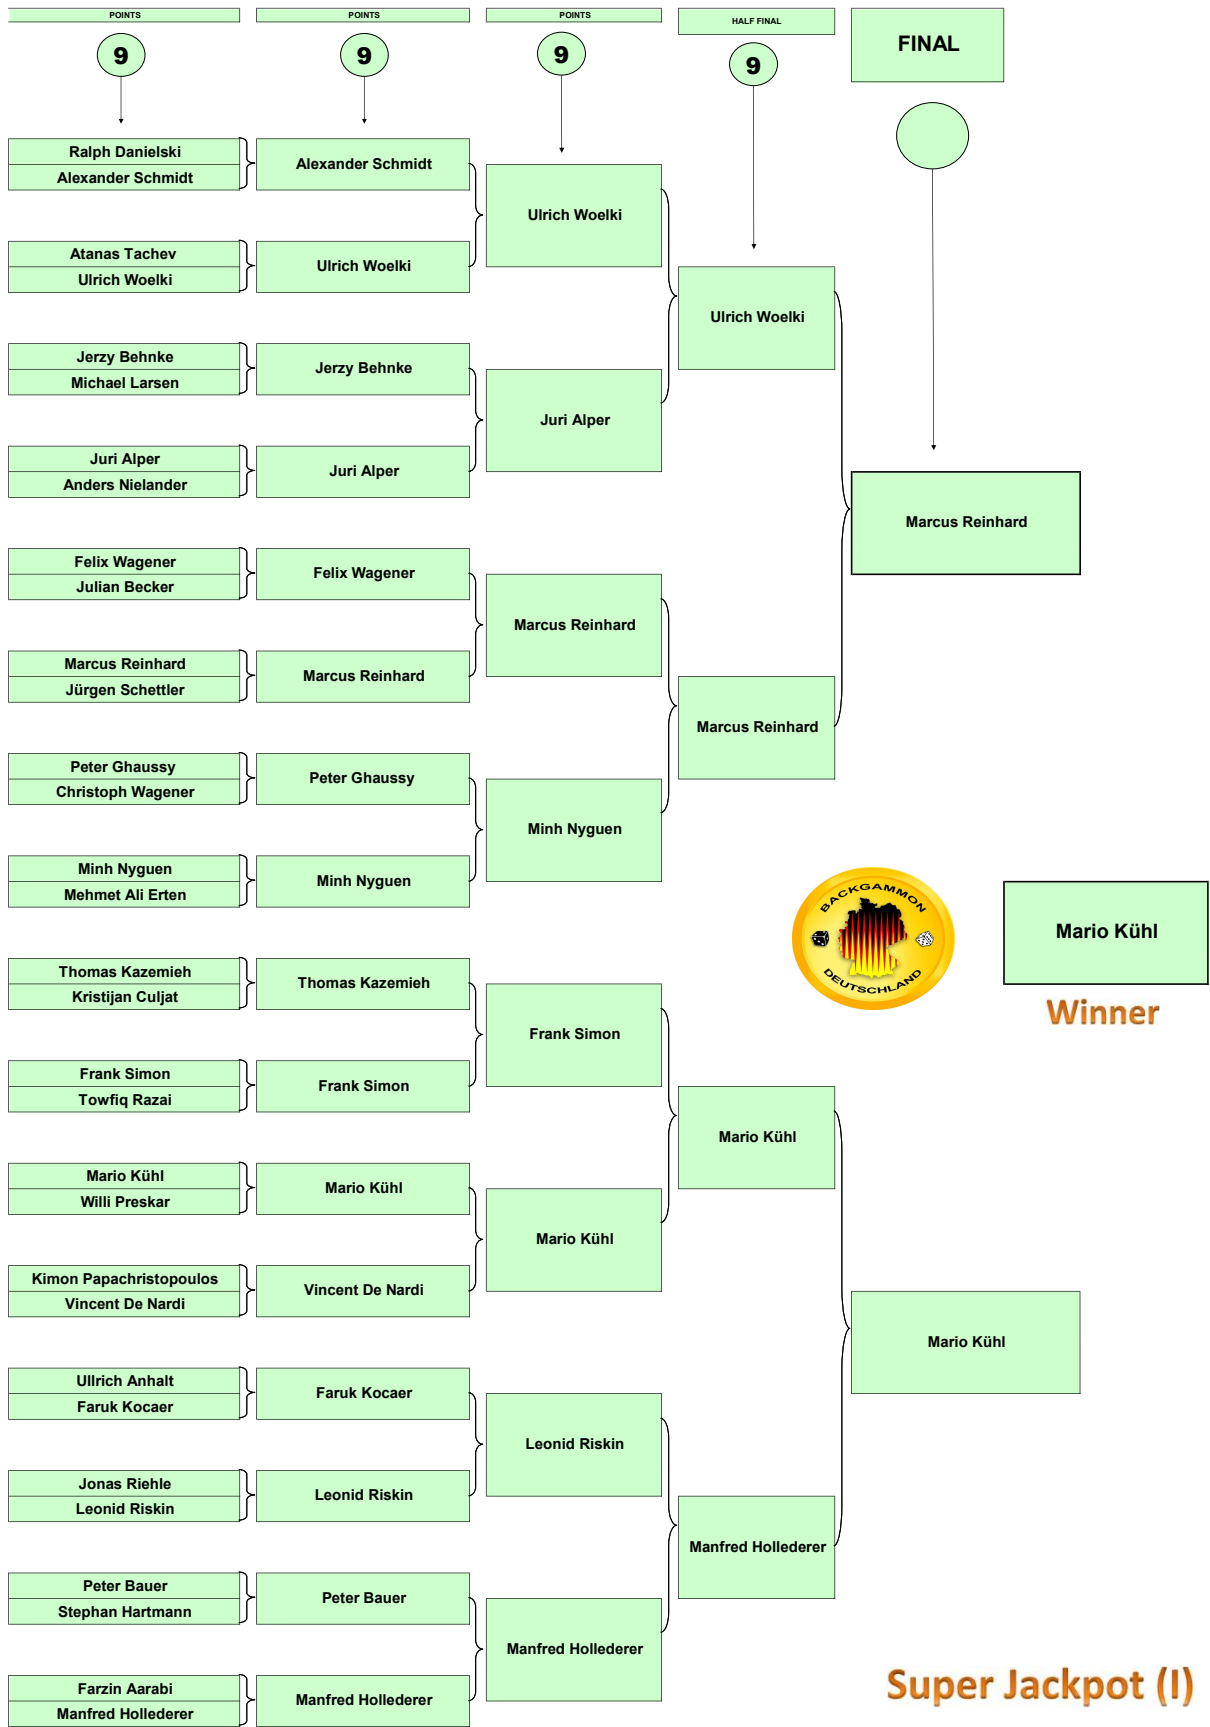 POINTS
POINTS
POINTS
HALF FINAL
FINAL
9
9
9
9
Ralph Danielski
Alexander Schmidt
Atanas Tachev
Ulrich Woelki
Jerzy Behnke
Michael Larsen
Juri Alper
Anders Nielander
Felix Wagener
Julian Becker
Marcus Reinhard
Jürgen Schettler
Peter Ghaussy
Christoph Wagener
Minh Nyguen
Mehmet Ali Erten
Thomas Kazemieh
Kristijan Culjat
Frank Simon
Towfiq Razai
Mario Kühl
Willi Preskar
Kimon Papachristopoulos
Vincent De Nardi
Ullrich Anhalt
Faruk Kocaer
Jonas Riehle
Leonid Riskin
Peter Bauer
Stephan Hartmann
Farzin Aarabi
Manfred Hollederer
Alexander Schmidt
Ulrich Woelki
Jerzy Behnke
Juri Alper
Felix Wagener
Marcus Reinhard
Peter Ghaussy
Minh Nyguen
Thomas Kazemieh
Frank Simon
Mario Kühl
Vincent De Nardi
Faruk Kocaer
Leonid Riskin
Peter Bauer
Manfred Hollederer
Ulrich Woelki
Juri Alper
Marcus Reinhard
Minh Nyguen
Frank Simon
Mario Kühl
Leonid Riskin
Manfred Hollederer
Ulrich Woelki
Marcus Reinhard
Mario Kühl
Manfred Hollederer
Marcus Reinhard
Mario Kühl
BACKGAMMON
DEUTSCHLAND
Mario Kühl
Winner
Super Jackpot (I)